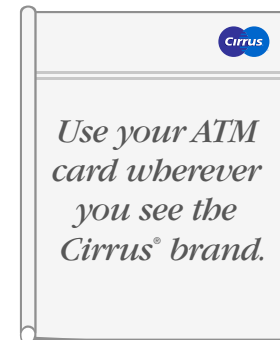 Cirrus
Use your ATM
card wherever
you see the
Cirrus® brand.